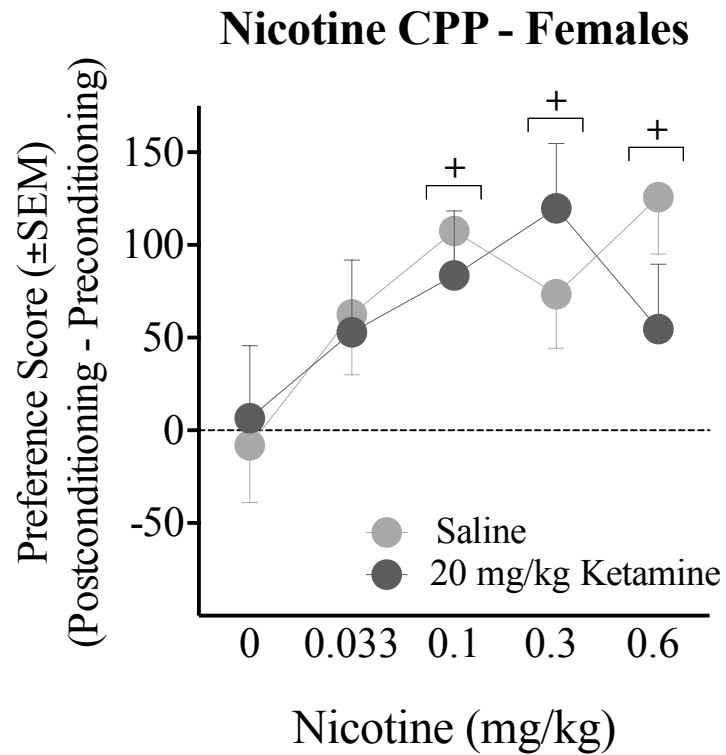 Nicotine CPP - Females
Preference Score (±SEM)
(Postconditioning - Preconditioning)
150
100
50
0
-50
+
+
+
Saline
20 mg/kg Ketamine
0 0.033 0.1 0.3 0.6
Nicotine (mg/kg)